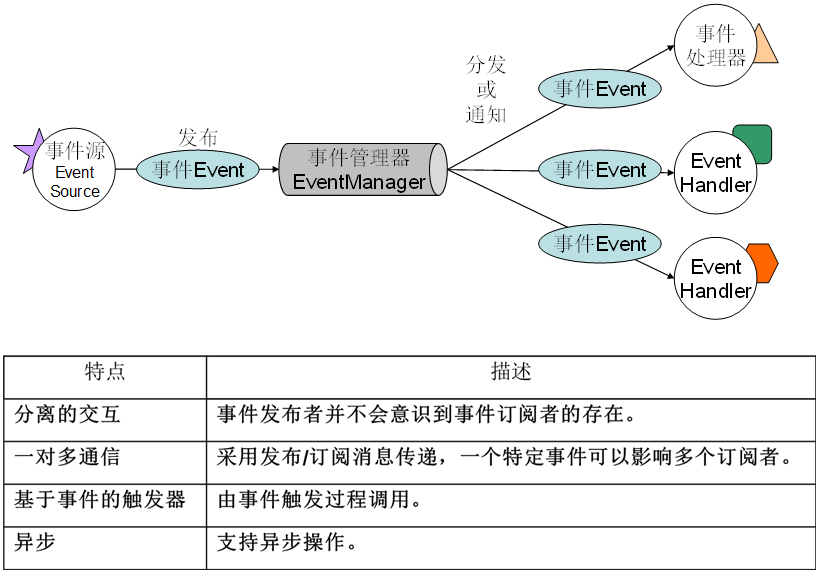 事件源
Event
Source
发布
事件Event
事件管理器
EventManager
分发
或
通知
事件Event
事件
处理器
事件Event
Event
Handler
事件Event
Event
Handler
特点 描述
分离的交互 事件发布者并不会意识到事件订阅者的存在。
一对多通信 采用发布/订阅消息传递，一个特定事件可以影响多个订阅者。
基于事件的触发器 由事件触发过程调用。
异步 支持异步操作。